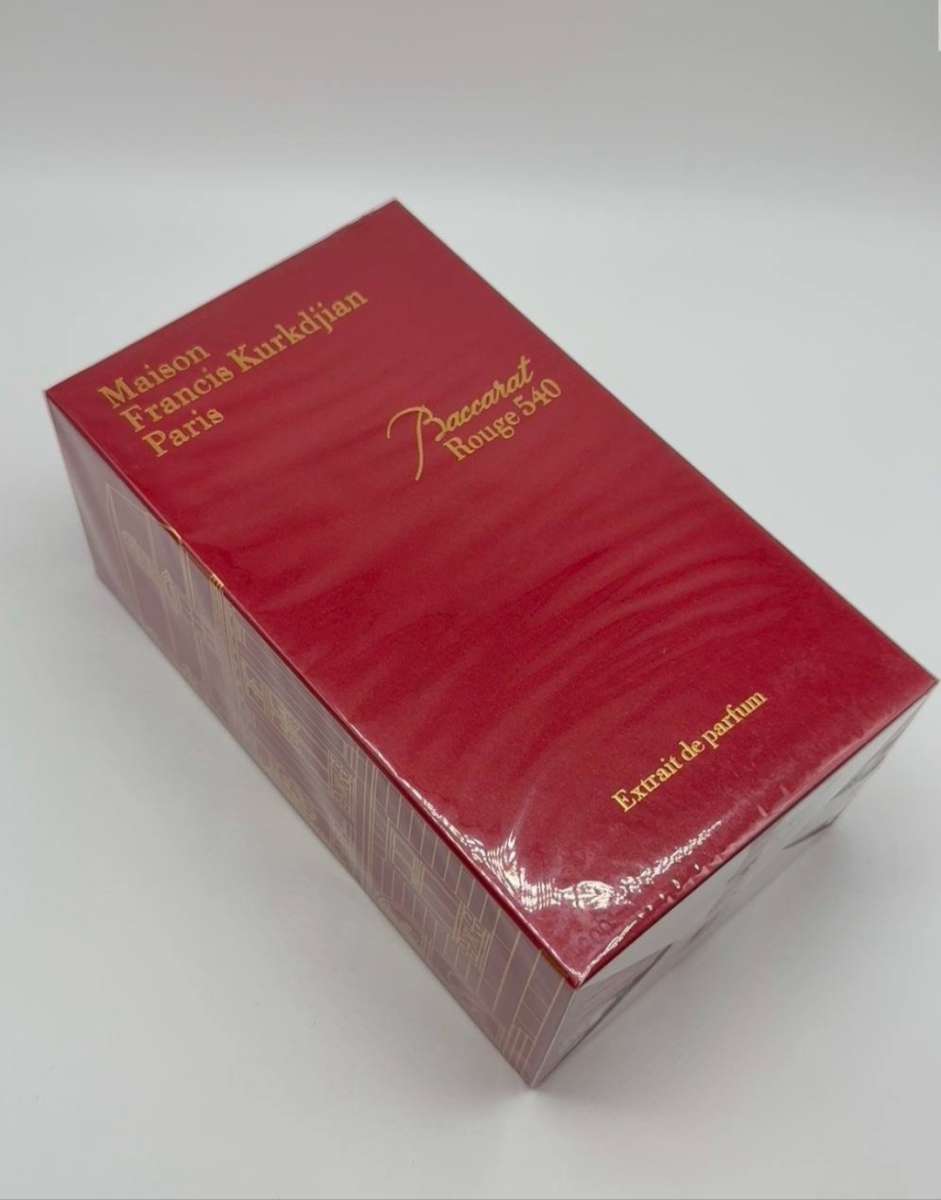 Maison
Francis Kurkdjian
Paris
Baccarat
Rouge 540
Extrait de parfum